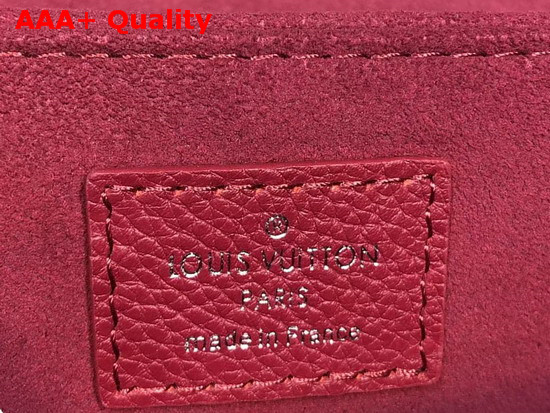 AAA+ Quality
®
LOUIS VUITTON
PARIS
made in France